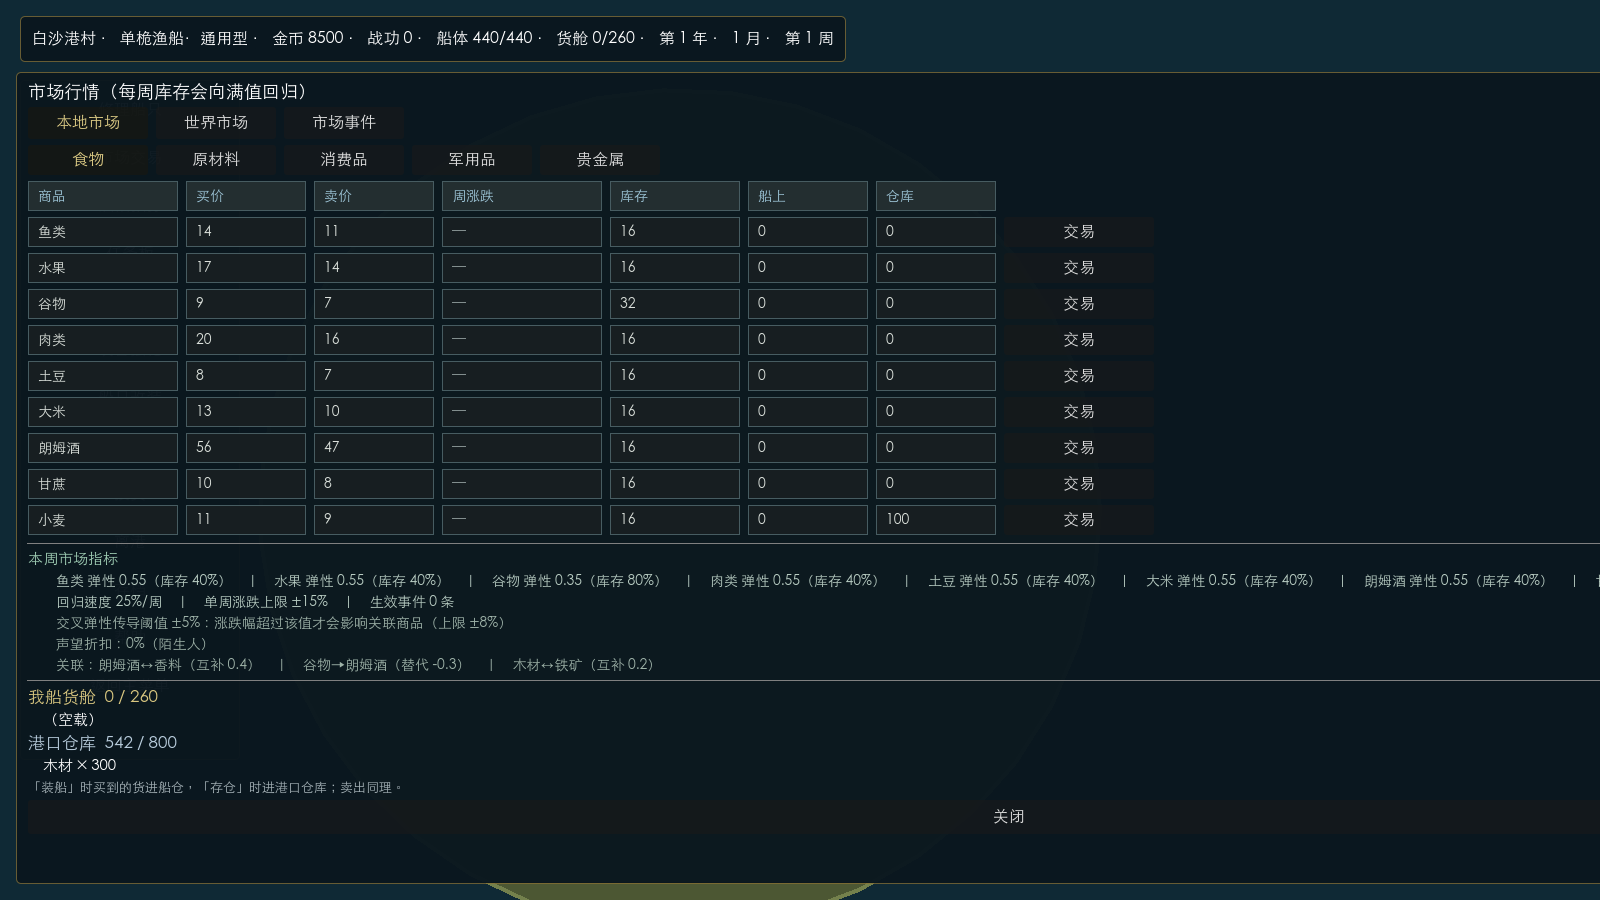 白沙港村 · 单桅渔船 · 通用型 · 金币 8500 · 战功 0 · 船体 440/440 · 货舱 0/260 · 第 1 年 · 1 月 · 第 1 周
市场行情（每周库存会向满值回归）
本地市场 世界市场 市场事件
食物 原材料 消费品 军用品 贵金属
商品 买价 卖价 周涨跌 库存 船上 仓库
鱼类 14 11 — 16 0 0 交易
水果 17 14 — 16 0 0 交易
谷物 9 7 — 32 0 0 交易
肉类 20 16 — 16 0 0 交易
土豆 8 7 — 16 0 0 交易
大米 13 10 — 16 0 0 交易
朗姆酒 56 47 — 16 0 0 交易
甘蔗 10 8 — 16 0 0 交易
小麦 11 9 — 16 0 100 交易
本周市场指标
鱼类 弹性 0.55（库存 40%） | 水果 弹性 0.55（库存 40%） | 谷物 弹性 0.35（库存 80%） | 肉类 弹性 0.55（库存 40%） | 土豆 弹性 0.55（库存 40%） | 大米 弹性 0.55（库存 40%） | 朗姆酒 弹性 0.55（库存 40%） |
回归速度 25%/周 | 单周涨跌上限 ±15% | 生效事件 0 条
交叉弹性传导阈值 ±5%：涨跌幅超过该值才会影响关联商品（上限 ±8%）
声望折扣：0%（陌生人）
关联：朗姆酒↔香料（互补 0.4） | 谷物→朗姆酒（替代 -0.3） | 木材↔铁矿（互补 0.2）
我船货舱 0 / 260
（空载）
港口仓库 542 / 800
木材 × 300
「装船」时买到的货进船仓，「存仓」时进港口仓库；卖出同理。
关闭